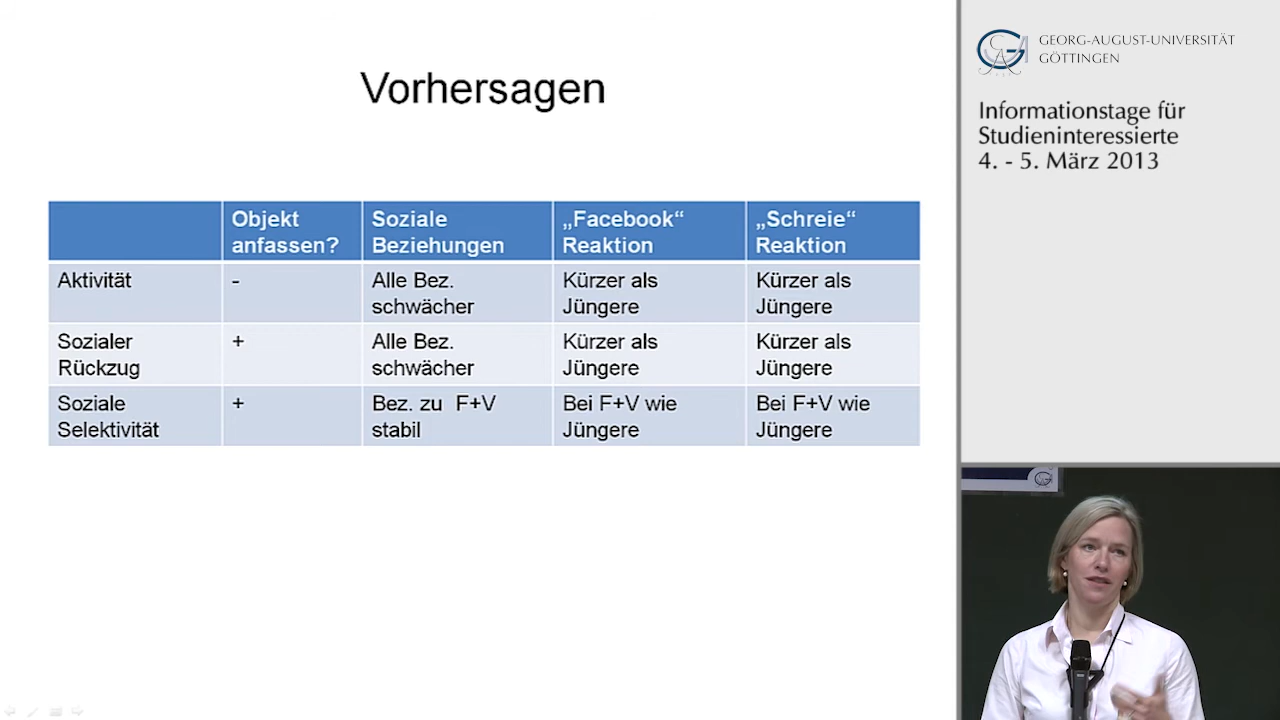 Vorhersagen
Objekt anfassen?
Soziale Beziehungen
„Facebook“ Reaktion
„Schreie“ Reaktion
Aktivität
-
Alle Bez. schwächer
Kürzer als Jüngere
Kürzer als Jüngere
Sozialer Rückzug
+
Alle Bez. schwächer
Kürzer als Jüngere
Kürzer als Jüngere
Soziale Selektivität
+
Bez. zu F+V stabil
Bei F+V wie Jüngere
Bei F+V wie Jüngere
GEORG-AUGUST-UNIVERSITÄT
GÖTTINGEN
Informationstage für
Studieninteressierte
4. - 5. März 2013